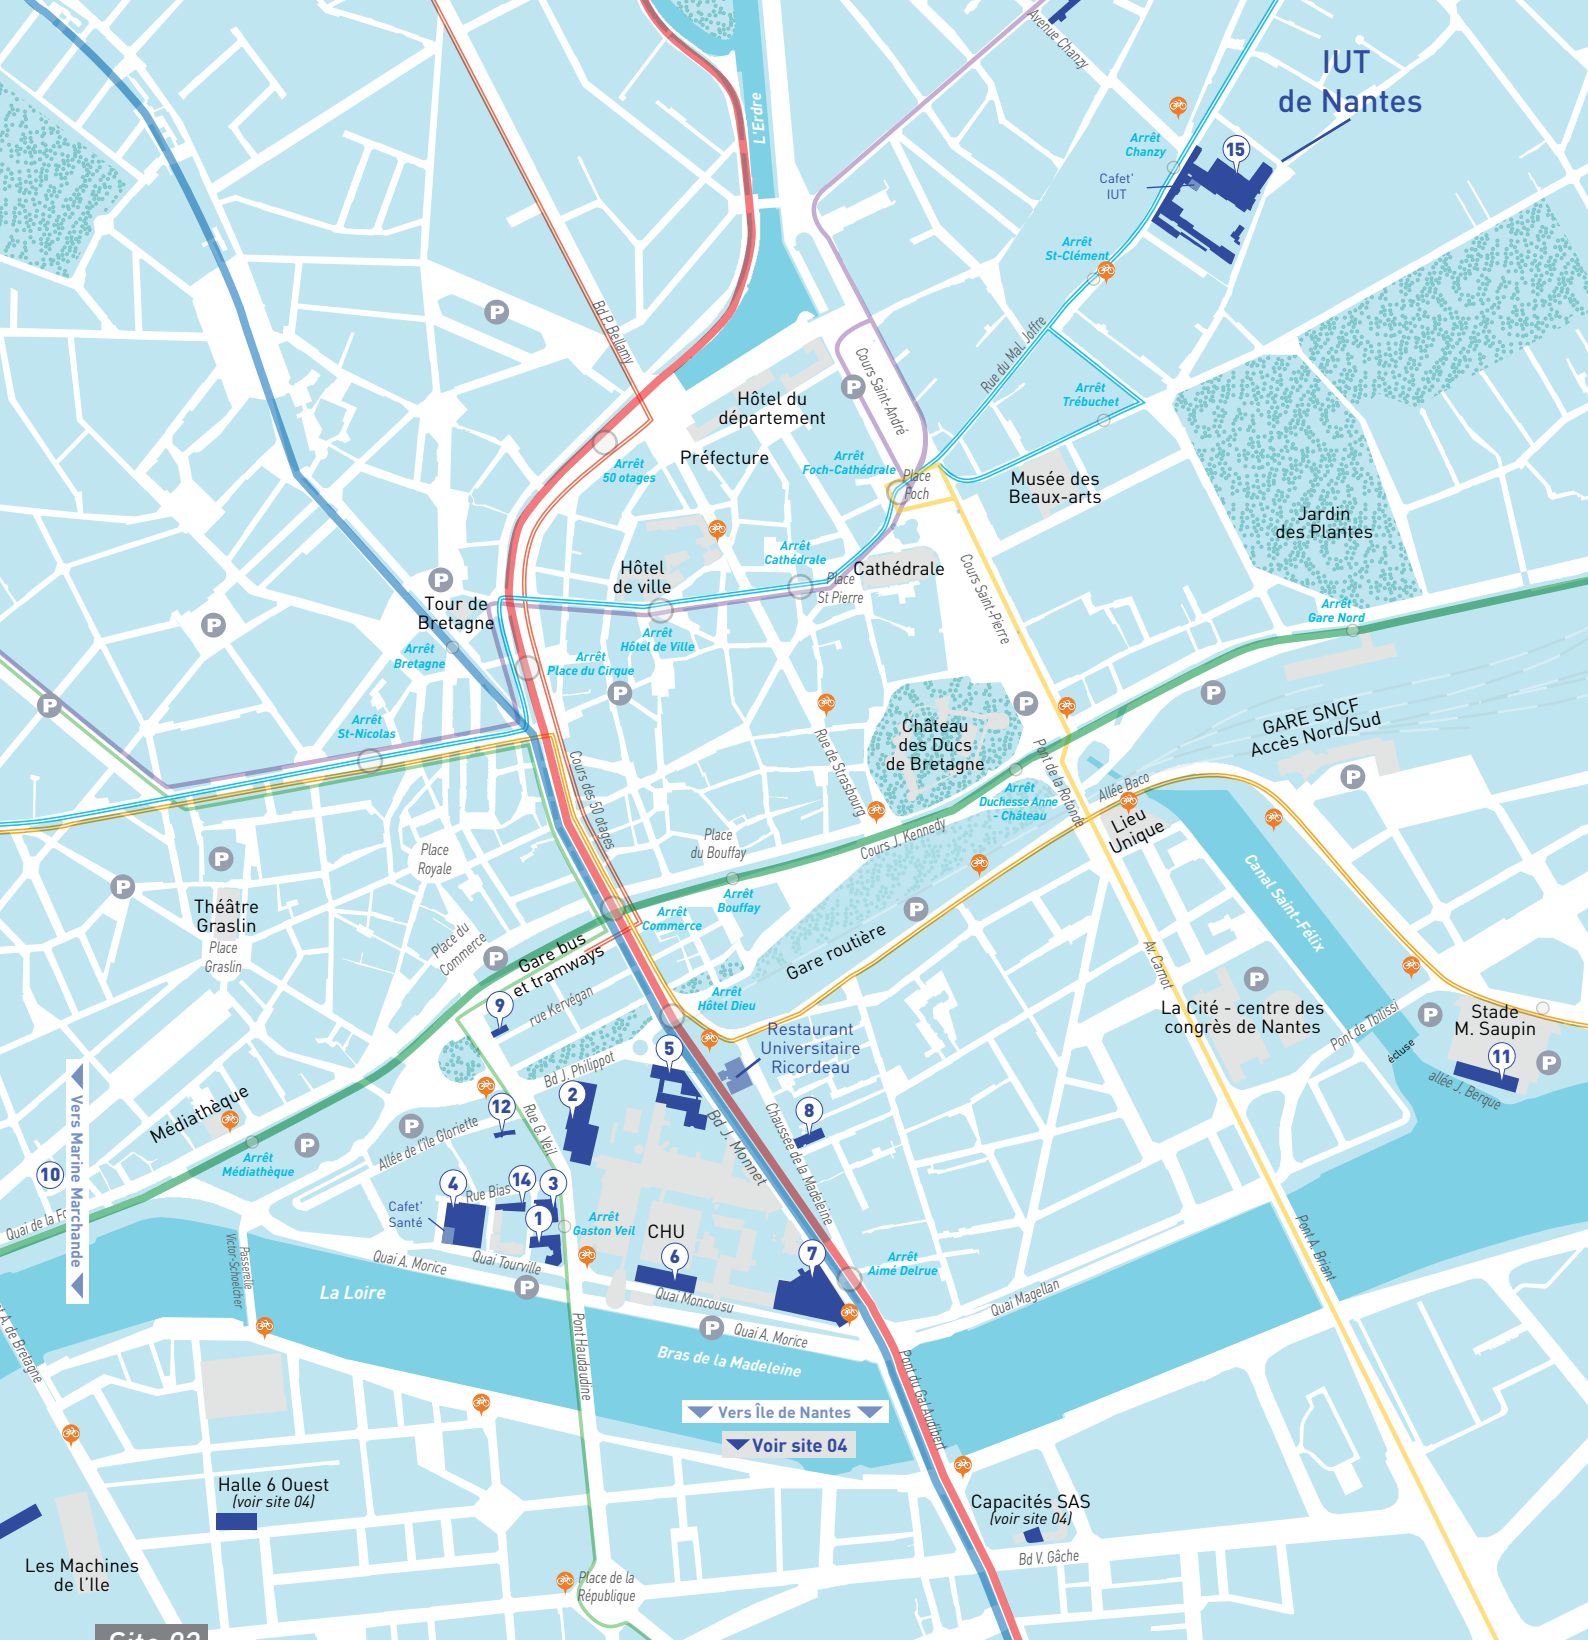 Avenue Chanzy
IUT
de Nantes
L'Erdre
Arrêt
Chanzy
15
Cafet'
IUT
Arrêt
St-Clément
Bd P. Bellamy
P
Cours Saint-André
P
Rue du Mal. Joffre
Arrêt
Trébuchet
Hôtel du
département
Préfecture
Arrêt
50 otages
Arrêt
Foch-Cathédrale
Place
Foch
Musée des
Beaux-arts
Jardin
des Plantes
Arrêt
Cathédrale
Cathédrale
Place
St Pierre
Cours Saint-Pierre
Hôtel
de ville
P
Tour de
Bretagne
Arrêt
Hôtel de Ville
Arrêt
Gare Nord
P
Arrêt
Bretagne
Arrêt
Place du Cirque
P
P
P
P
Arrêt
St-Nicolas
Château
des Ducs
de Bretagne
GARE SNCF
Accès Nord/Sud
P
Rue de Strasbourg
Pont de la Rotonde
Arrêt
Duchesse Anne
- Château
Allée Baco
Lieu
Unique
Cours des 50 otages
Place
du Bouffay
Cours J. Kennedy
Place
Royale
P
P
Arrêt
Bouffay
Canal Saint-Félix
Théâtre
Graslin
Place
Graslin
Arrêt
Commerce
P
Place du
Commerce
P
Gare bus
et tramways
Gare routière
Av. Carnot
P
La Cité - centre des
congrès de Nantes
Pont de Tbilissi
P
Stade
M. Saupin
écluse
11
P
allée J. Berque
9
rue Kervégan
Arrêt
Hôtel Dieu
Restaurant
Universitaire
Ricordeau
5
Bd J. Philippot
2
12
Rue G. Veil
8
Bd J. Monnet
Chaussée de la Madeleine
Médiathèque
P
P
Allée de l'île Gloriette
Arrêt
Médiathèque
Vers Marine Marchande
10
4
Rue Bias
14
3
1
Cafet'
Santé
Arrêt
Gaston Veil
CHU
6
7
Arrêt
Aimé Delrue
Quai de la Fo
Passerelle
Victor-Schoelcher
Quai A. Morice
Quai Tourville
P
Quai Moncousu
P
Quai A. Morice
Quai Magellan
Pont A. Briant
La Loire
Pont Haudaudine
Bras de la Madeleine
Pont du Gal Audibert
A. de Bretagne
Vers Île de Nantes
Voir site 04
Halle 6 Ouest
(voir site 04)
Capacités SAS
(voir site 04)
Bd V. Gâche
Les Machines
de l'Ile
Place de la
République
Site 03